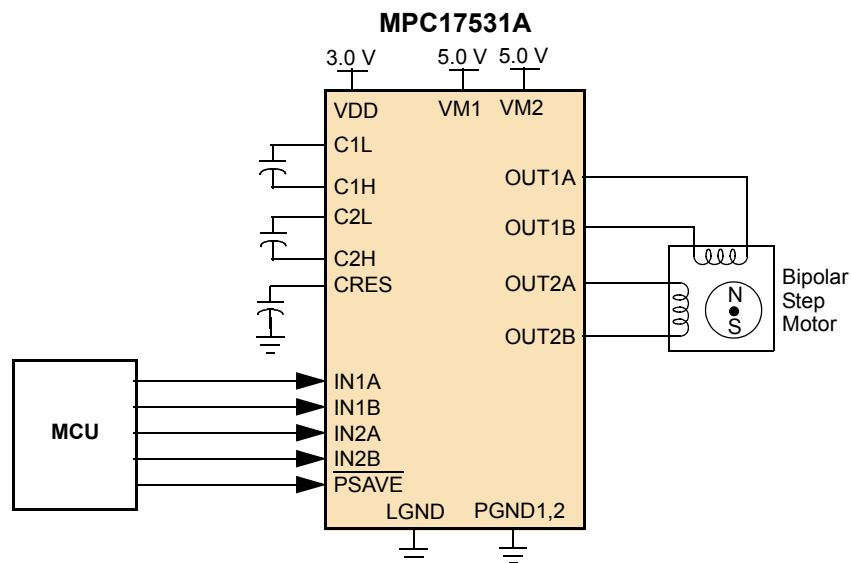 MPC17531A
3.0 V 5.0 V 5.0 V
VDD VM1 VM2
C1L
C1H
C2L
C2H
CRES
OUT1A
OUT1B
OUT2A
OUT2B
N
S
Bipolar
Step
Motor
MCU
IN1A
IN1B
IN2A
IN2B
PSAVE
LGND PGND1,2